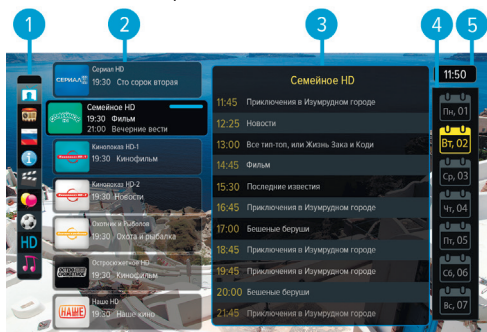 1
2
3
4
5
Сериал HD
СЕРИАЛ HD
19:30 Сто сорок вторая
Семейное HD
СЕМЕЙНОЕ
19:30 Фильм
21:00 Вечерние вести
Кинопоказ HD-1
19:30 Кинофильм
Кинопоказ HD-2
19:30 Новости
Охотник и Рыболов
19:30 Охота и рыбалка
Остросюжетное HD
19:30 Кинофильм
Наше HD
НАШЕ
19:30 Наше кино
HD
Семейное HD
11:45 Приключения в Изумрудном городе
12:25 Новости
13:00 Все тип-топ, или Жизнь Зака и Коди
14:45 Фильм
15:30 Последние известия
16:45 Приключения в Изумрудном городе
17:00 Бешеные беруши
18:45 Приключения в Изумрудном городе
19:45 Приключения в Изумрудном городе
20:00 Бешеные беруши
21:45 Приключения в Изумрудном городе
11:50
Пн, 01
Вт, 02
Ср, 03
Чт, 04
Пт, 05
Сб, 06
Вс, 07